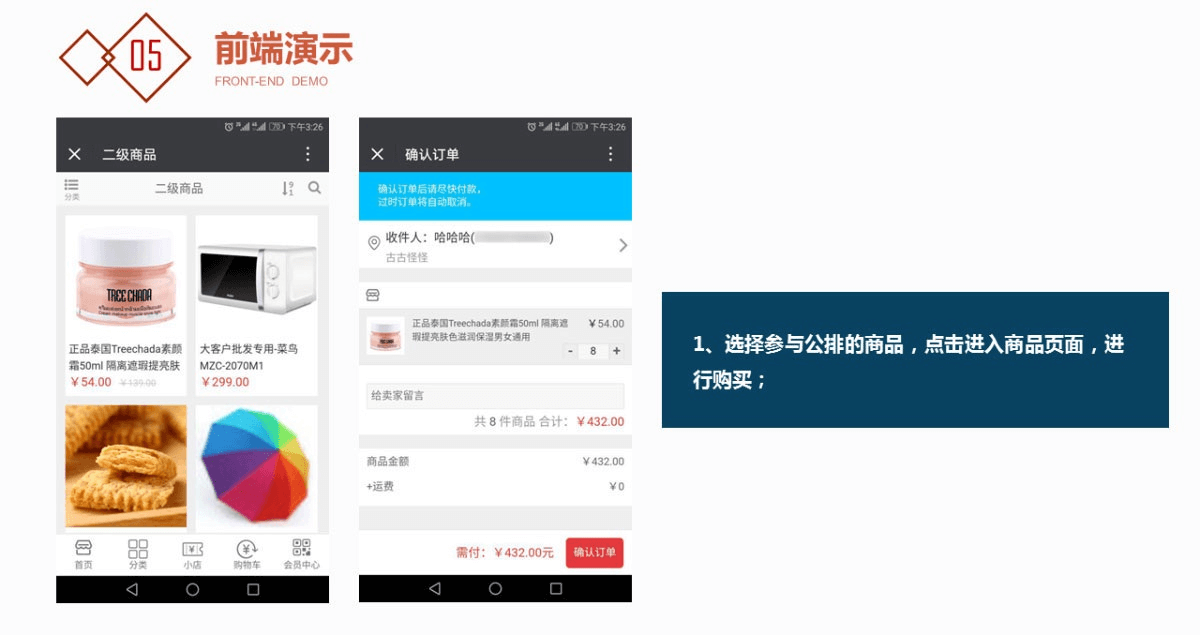 05
前端演示
FRONT-END DEMO
下午3:26
二级商品
分类
二级商品
TREE CHADA
正品泰国Treechada素颜
霜50ml 隔离遮瑕提亮肤
￥54.00 ￥139.00
大客户批发专用-菜鸟
MZC-2070M1
￥299.00
首页
分类
小店
购物车
会员中心
下午3:26
确认订单
确认订单后请尽快付款，
过时订单将自动取消。
收件人：哈哈哈( )
古古怪怪
正品泰国Treechada素颜霜50ml 隔离遮
瑕提亮肤色滋润保湿男女通用
￥54.00
- 8 +
给卖家留言
共 8 件商品 合计：￥432.00
商品金额 ￥432.00
+运费 ￥0
需付：￥432.00元 确认订单
1、选择参与公排的商品，点击进入商品页面，进
行购买；